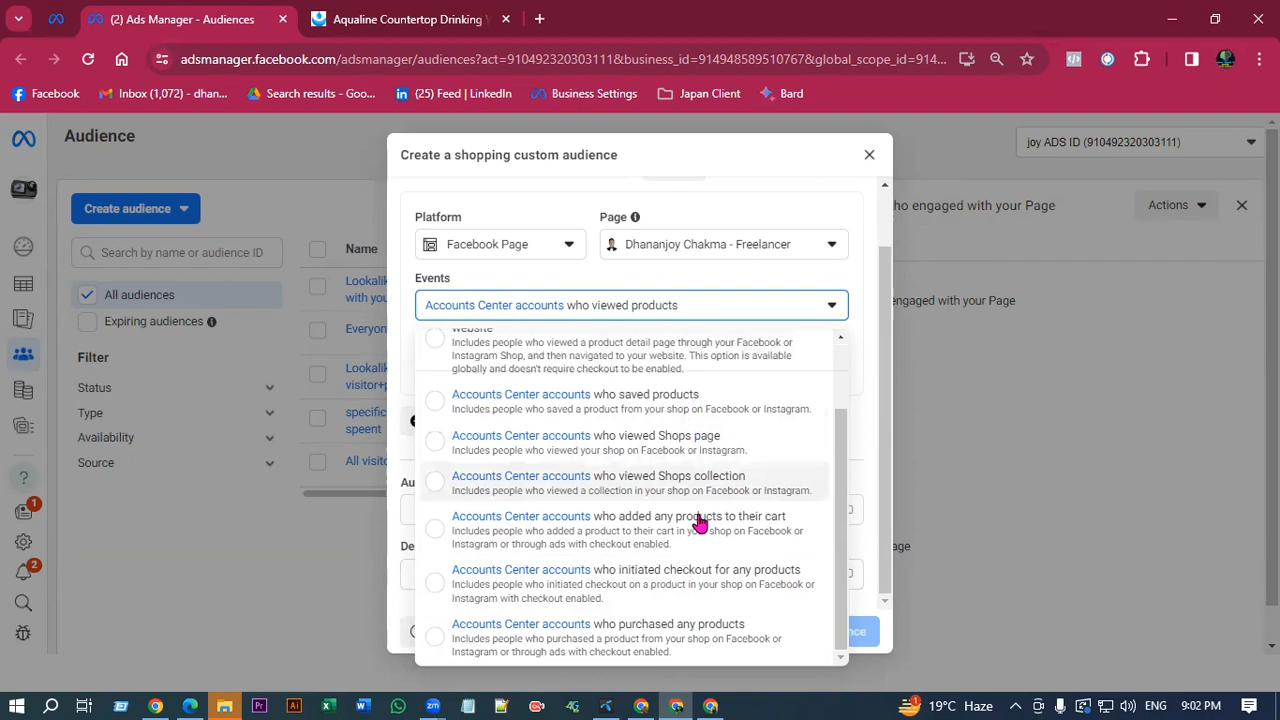 (2) Ads Manager - Audiences
Aqualine Countertop Drinking
adsmanager.facebook.com/adsmanager/audiences?act=910492320303111&business_id=914948589510767&global_scope_id=914...
Facebook
Inbox (1,072) - dhan...
Search results - Goo...
(25) Feed | LinkedIn
Business Settings
Japan Client
Bard
Audience
Create a shopping custom audience
joy ADS ID (910492320303111)
Create audience
Search by name or audience ID
Name
Platform
Page
ho engaged with your Page
Actions
Facebook Page
Dhananjoy Chakma - Freelancer
All audiences
Expiring audiences
Lookalik
with you
Events
Accounts Center accounts who viewed products
engaged with your Page
Everyon
website
Includes people who viewed a product detail page through your Facebook or
Instagram Shop, and then navigated to your website. This option is available
globally and doesn't require checkout to be enabled.
Filter
Status
Type
Availability
Source
Lookalik
visitor+p
specific
speent
All visito
Accounts Center accounts who saved products
Includes people who saved a product from your shop on Facebook or Instagram.
Accounts Center accounts who viewed Shops page
Includes people who viewed your shop on Facebook or Instagram.
Accounts Center accounts who viewed Shops collection
Includes people who viewed a collection in your shop on Facebook or Instagram.
Au
Accounts Center accounts who added any products to their cart
Includes people who added a product to their cart in your shop on Facebook or
Instagram or through ads with checkout enabled.
De
age
Accounts Center accounts who initiated checkout for any products
Includes people who initiated checkout on a product in your shop on Facebook or
Instagram with checkout enabled.
Accounts Center accounts who purchased any products
Includes people who purchased a product from your shop on Facebook or
Instagram or through ads with checkout enabled.
nce
1
2
19°C Haze
9:02 PM